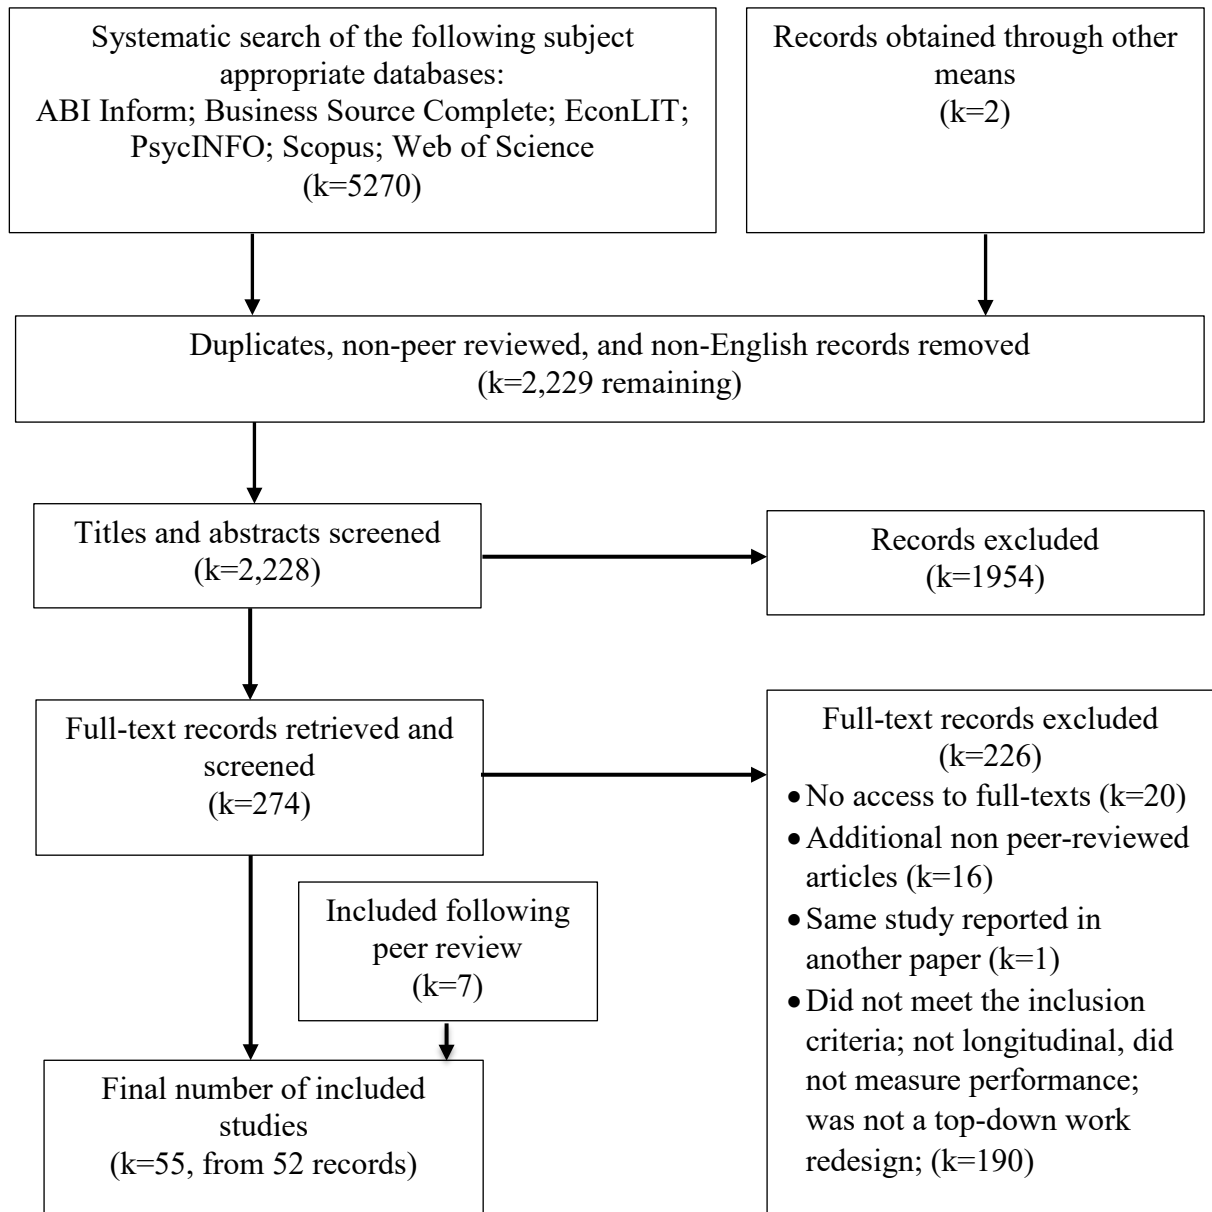 Systematic search of the following subject
appropriate databases:
ABI Inform; Business Source Complete; EconLIT;
PsycINFO; Scopus; Web of Science
(k=5270)
Records obtained through other
means
(k=2)
Duplicates, non-peer reviewed, and non-English records removed
(k=2,229 remaining)
Titles and abstracts screened
(k=2,228)
Records excluded
(k=1954)
Full-text records retrieved and
screened
(k=274)
Full-text records excluded
(k=226)
• No access to full-texts (k=20)
• Additional non peer-reviewed
articles (k=16)
• Same study reported in
another paper (k=1)
• Did not meet the inclusion
criteria; not longitudinal, did
not measure performance;
was not a top-down work
redesign; (k=190)
Included following
peer review
(k=7)
Final number of included
studies
(k=55, from 52 records)